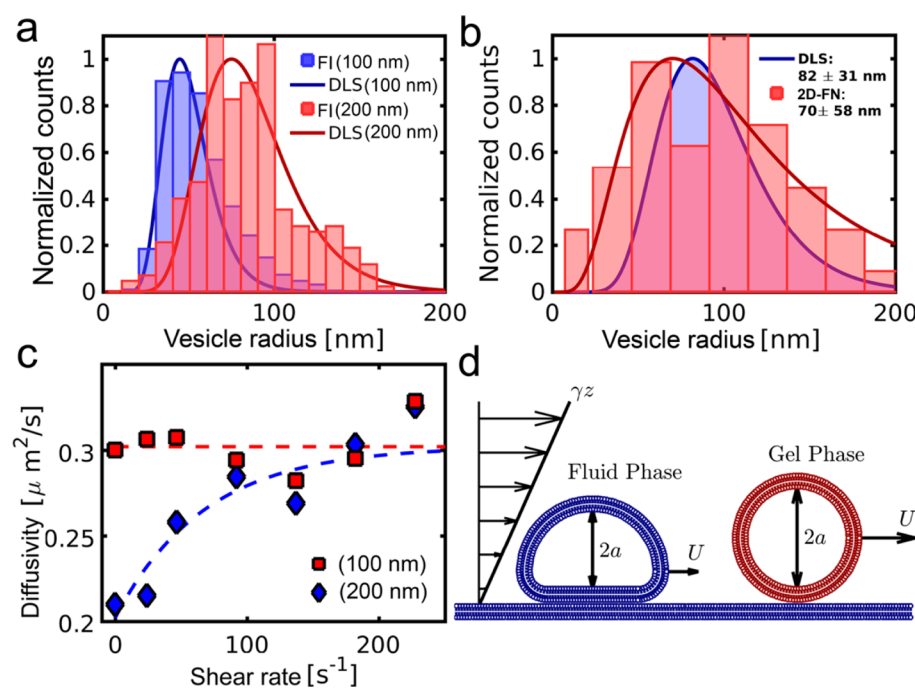 a
Normalized counts
1
0.8
0.6
0.4
0.2
0
FI(100 nm)
DLS(100 nm)
FI(200 nm)
DLS(200 nm)
0
100
200
Vesicle radius [nm]
b
Normalized counts
1
0.8
0.6
0.4
0.2
0
DLS:
82 ± 31 nm
2D-FN:
70± 58 nm
0
100
200
Vesicle radius [nm]
c
Diffusivity [μ m²/s]
0.3
0.25
0.2
(100 nm)
(200 nm)
0
100
200
Shear rate [s⁻¹]
d
γz
Fluid Phase
2a
U
Gel Phase
2a
U